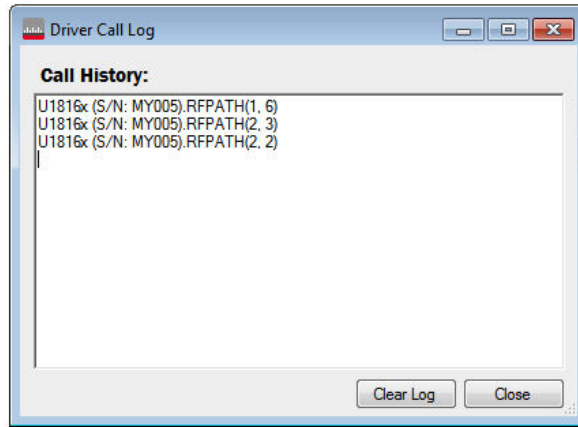 Driver Call Log
Call History:
U1816x (S/N: MY005).RFPATH(1, 6)
U1816x (S/N: MY005).RFPATH(2, 3)
U1816x (S/N: MY005).RFPATH(2, 2)
Clear Log Close